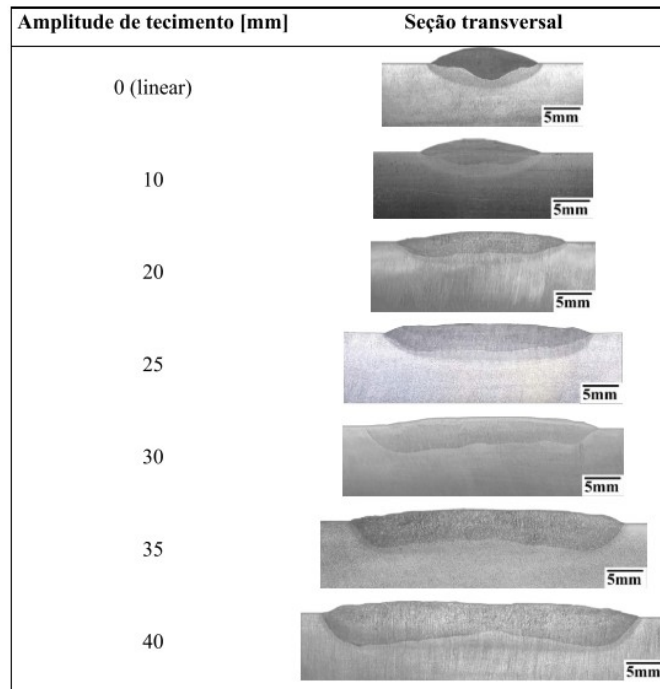 Amplitude de tecimento [mm] Seção transversal
0 (linear)
5mm
10
5mm
20
5mm
25
5mm
30
5mm
35
5mm
40
5mm